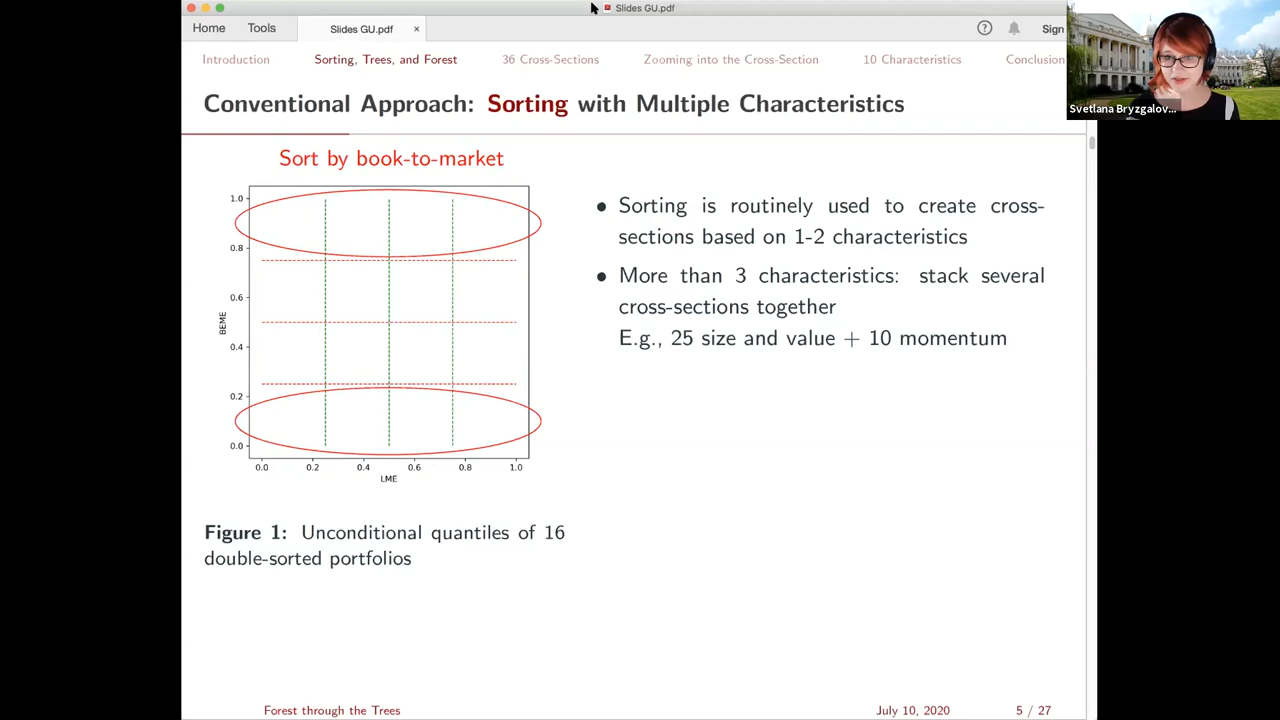 Slides GU.pdf
Home Tools Slides GU.pdf × Sign
Introduction Sorting, Trees, and Forest 36 Cross-Sections Zooming into the Cross-Section 10 Characteristics Conclusion
Svetlana Bryzgalov...
Conventional Approach: Sorting with Multiple Characteristics
Sort by book-to-market
1.0
0.8
0.6
0.4
0.2
0.0
BEME
0.0 0.2 0.4 0.6 0.8 1.0
LME
Figure 1: Unconditional quantiles of 16
double-sorted portfolios
• Sorting is routinely used to create cross-
sections based on 1-2 characteristics
• More than 3 characteristics: stack several
cross-sections together
E.g., 25 size and value + 10 momentum
Forest through the Trees July 10, 2020 5 / 27